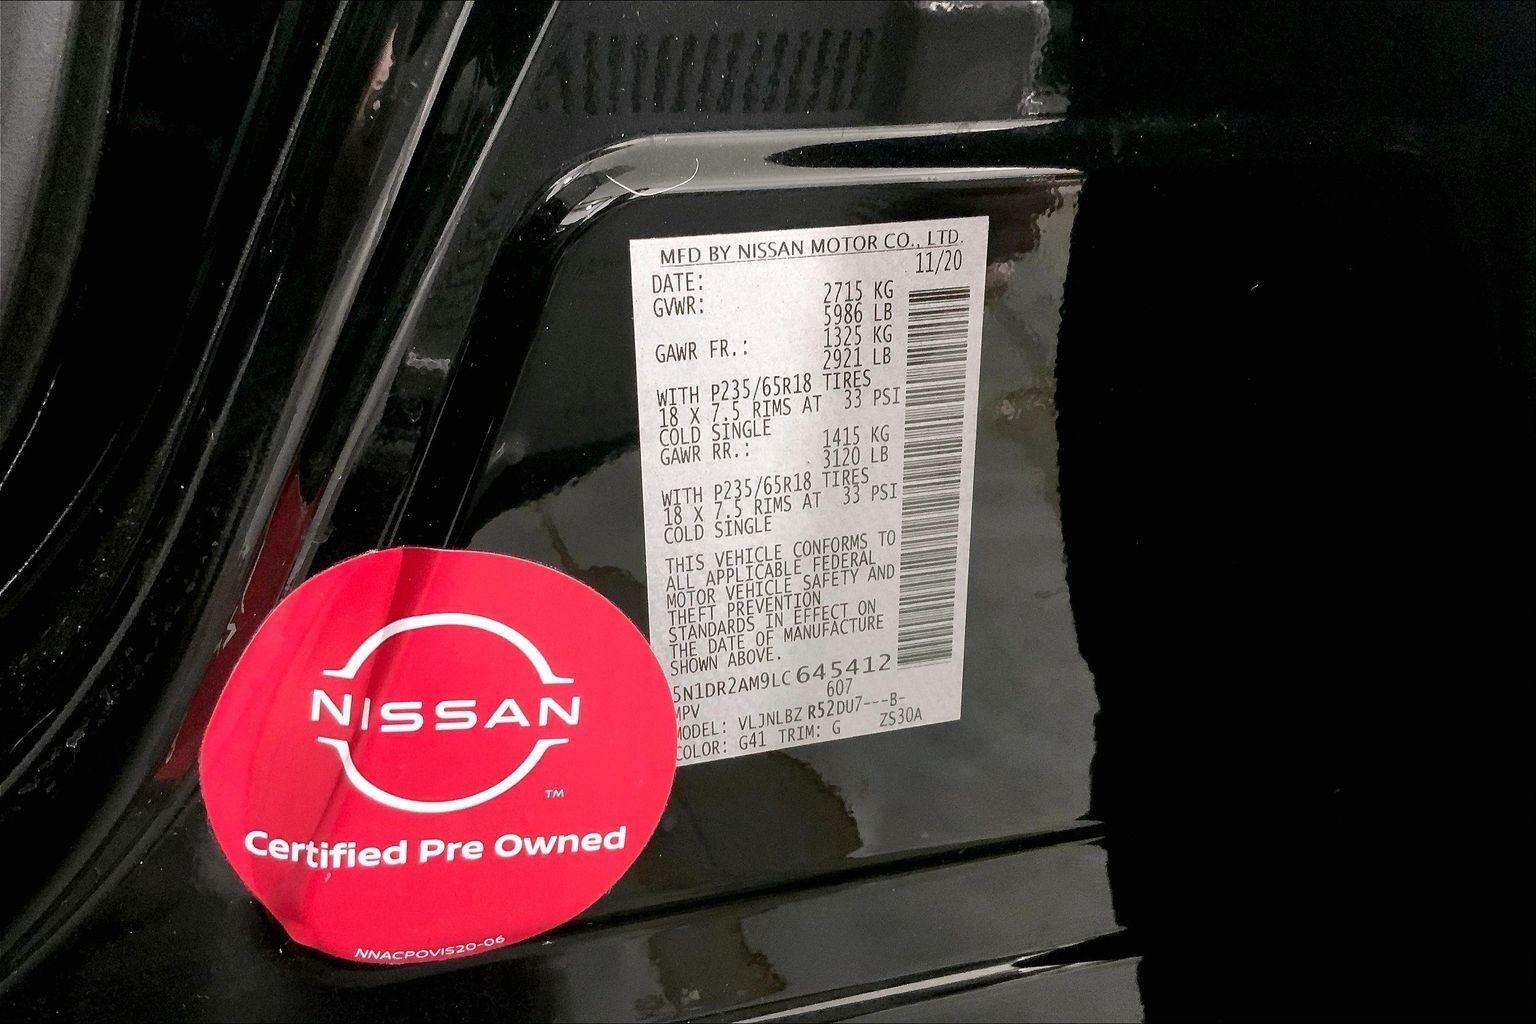 MFD BY NISSAN MOTOR CO., LTD.
DATE: 11/20
GVWR: 2715 KG
5986 LB
GAWR FR.: 1325 KG
2921 LB
WITH P235/65R18 TIRES
18 X 7.5 RIMS AT 33 PSI
COLD SINGLE
GAWR RR.: 1415 KG
3120 LB
WITH P235/65R18 TIRES
18 X 7.5 RIMS AT 33 PSI
COLD SINGLE
THIS VEHICLE CONFORMS TO
ALL APPLICABLE FEDERAL
MOTOR VEHICLE SAFETY AND
THEFT PREVENTION
STANDARDS IN EFFECT ON
THE DATE OF MANUFACTURE
SHOWN ABOVE.
5N1DR2AM9LC645412
607
MPV
MODEL: VLJNLBZ R52DU7---B-
COLOR: G41 TRIM: G ZS30A
NISSAN
TM
Certified Pre Owned
NNACPOVIS20-06